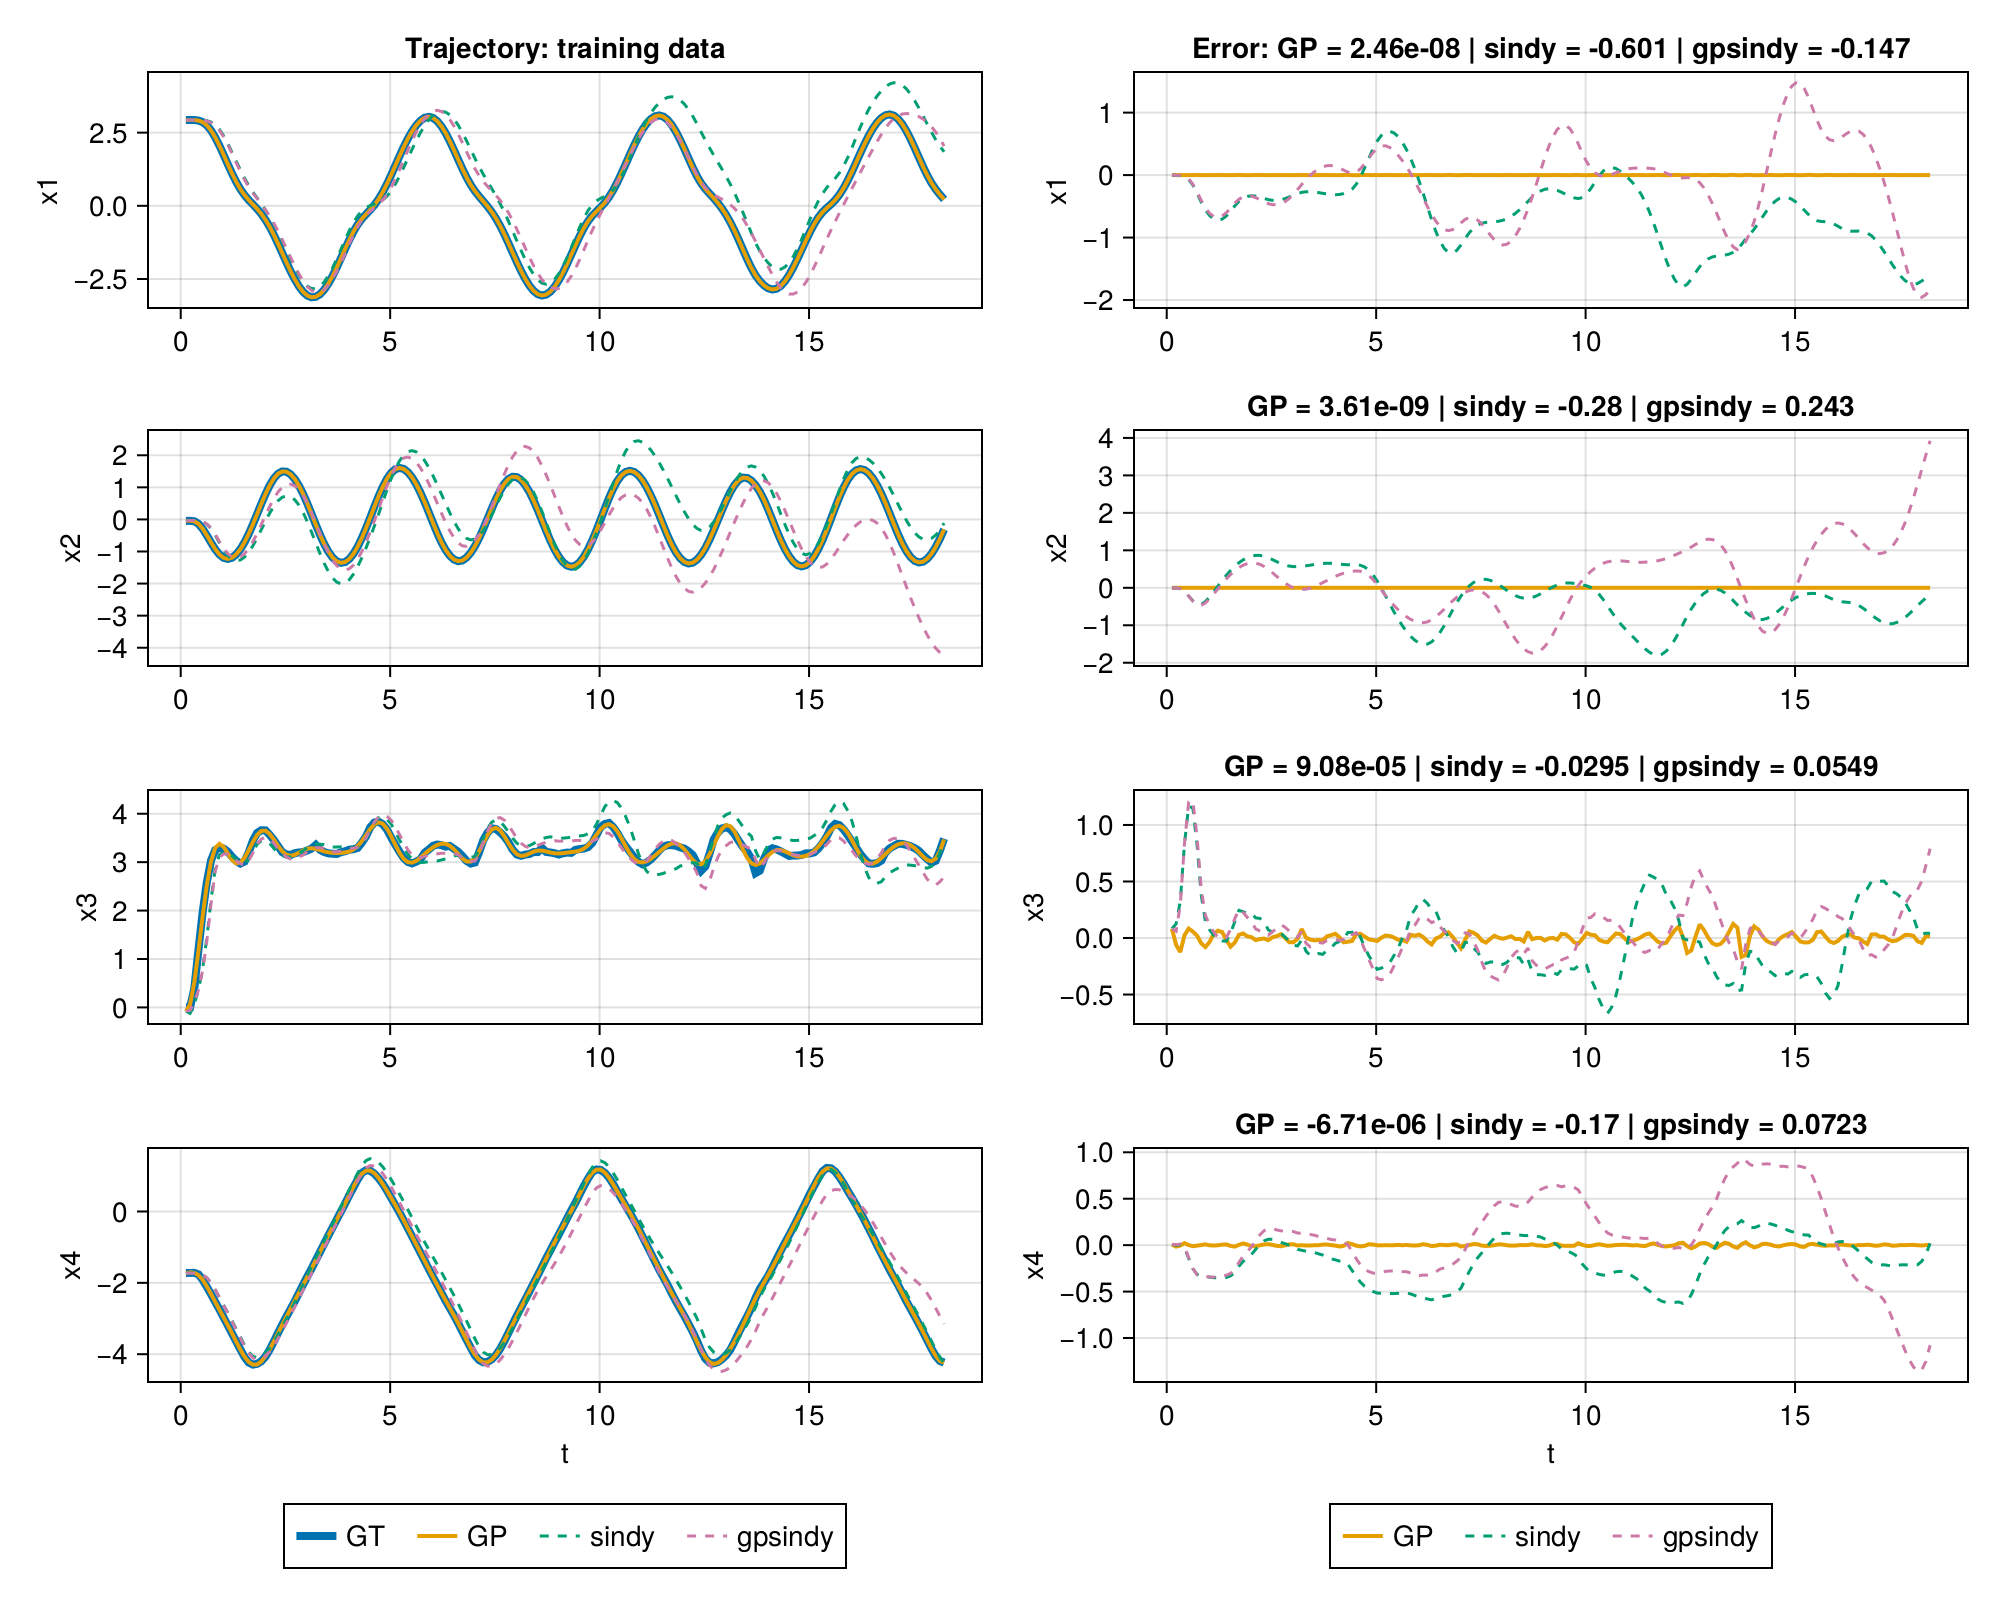 Trajectory: training data
x1
2.5
0.0
−2.5
0 5 10 15
Error: GP = 2.46e-08 | sindy = -0.601 | gpsindy = -0.147
x1
1
0
−1
−2
0 5 10 15
x2
2
1
0
−1
−2
−3
−4
0 5 10 15
GP = 3.61e-09 | sindy = -0.28 | gpsindy = 0.243
x2
4
3
2
1
0
−1
−2
0 5 10 15
x3
4
3
2
1
0
0 5 10 15
GP = 9.08e-05 | sindy = -0.0295 | gpsindy = 0.0549
x3
1.0
0.5
0.0
−0.5
0 5 10 15
x4
0
−2
−4
0 5 10 15
t
GP = -6.71e-06 | sindy = -0.17 | gpsindy = 0.0723
x4
1.0
0.5
0.0
−0.5
−1.0
0 5 10 15
t
GT GP sindy gpsindy
GP sindy gpsindy